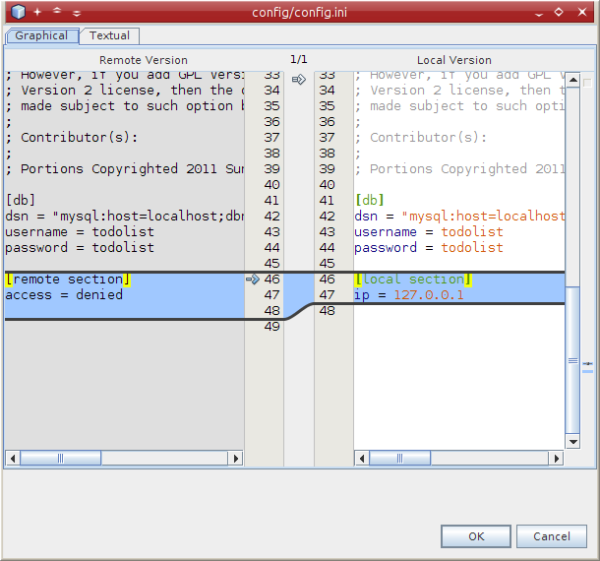 config/config.ini
Graphical Textual
Remote Version 1/1 Local Version
; However, if you add GPL Versi 33 33 ; However, if you add GPL V
; Version 2 license, then the 34 34 ; Version 2 license, then t
; made subject to such option 35 35 ; made subject to such opti
; 36 36 ;
; Contributor(s): 37 37 ; Contributor(s):
; 38 38 ;
; Portions Copyrighted 2011 Sun 39 39 ; Portions Copyrighted 2011
40 40
[db] 41 41 [db]
dsn = "mysql:host=localhost;dbn 42 42 dsn = "mysql:host=localhost
username = todolist 43 43 username = todolist
password = todolist 44 44 password = todolist
45 45
[remote section] 46 46 [local section]
access = denied 47 47 ip = 127.0.0.1
48 48
49
OK Cancel